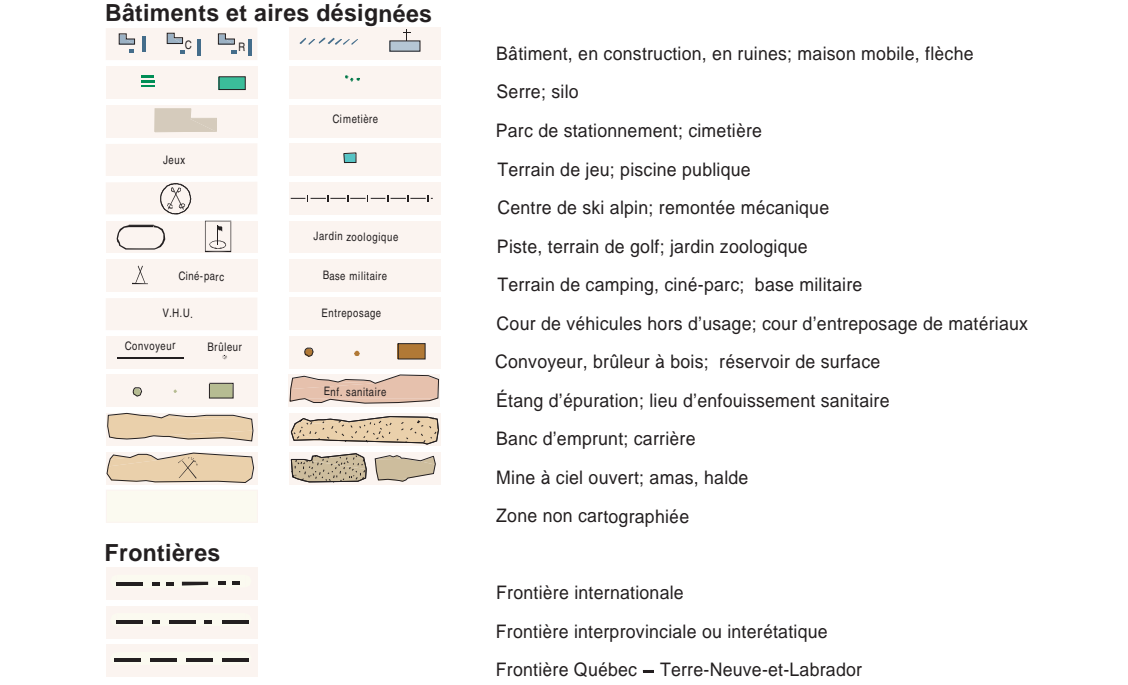 Bâtiments et aires désignées
C R Bâtiment, en construction, en ruines; maison mobile, flèche
Serre; silo
Cimetière Parc de stationnement; cimetière
Jeux Terrain de jeu; piscine publique
Centre de ski alpin; remontée mécanique
Jardin zoologique Piste, terrain de golf; jardin zoologique
Ciné-parc Base militaire Terrain de camping, ciné-parc; base militaire
V.H.U. Entreposage Cour de véhicules hors d'usage; cour d'entreposage de matériaux
Convoyeur Brûleur Convoyeur, brûleur à bois; réservoir de surface
Enf. sanitaire Étang d'épuration; lieu d'enfouissement sanitaire
Banc d'emprunt; carrière
Mine à ciel ouvert; amas, halde
Zone non cartographiée
Frontières
Frontière internationale
Frontière interprovinciale ou interétatique
Frontière Québec – Terre-Neuve-et-Labrador